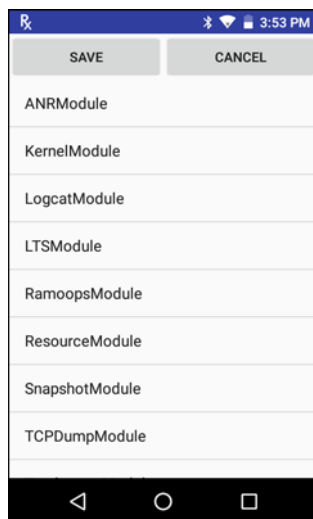 ℞ 3:53 PM
SAVE CANCEL
ANRModule
KernelModule
LogcatModule
LTSModule
RamoopsModule
ResourceModule
SnapshotModule
TCPDumpModule